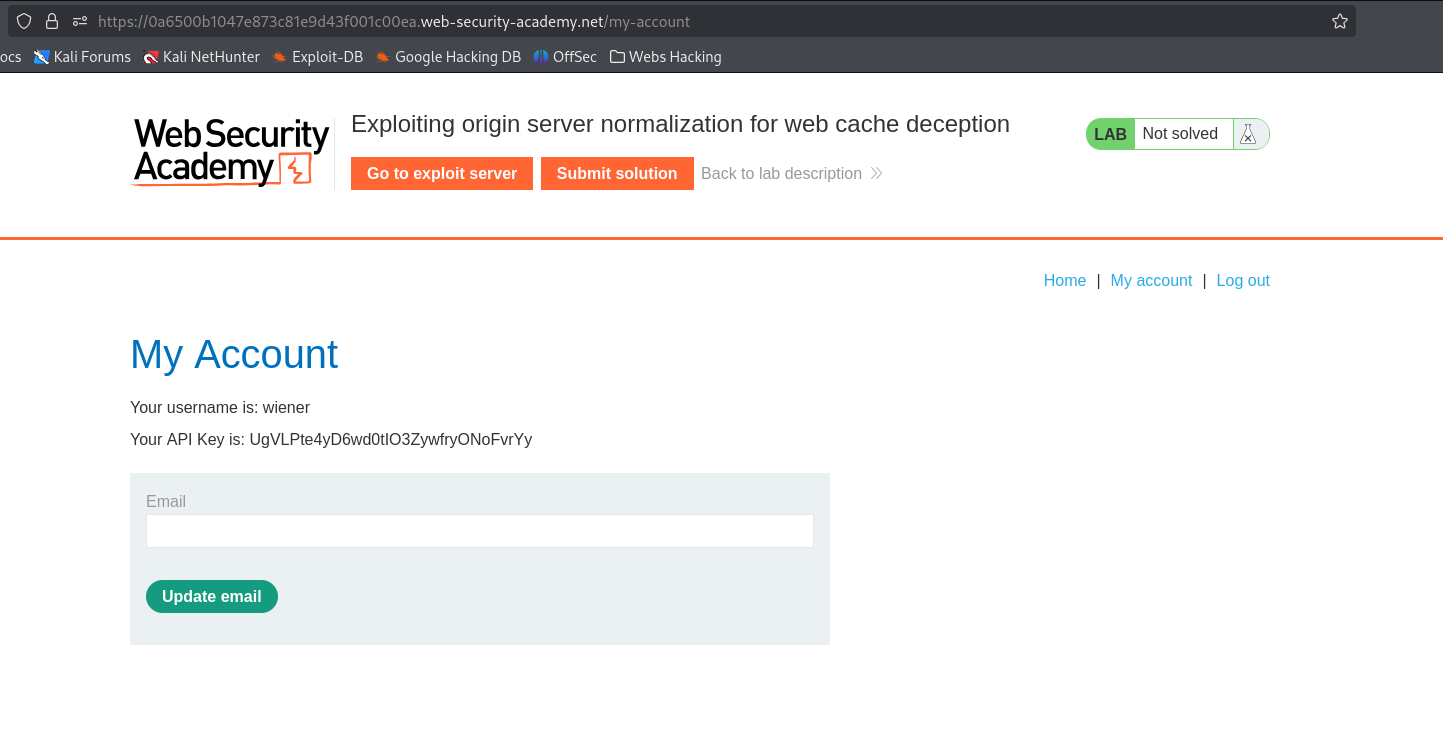 https://0a6500b1047e873c81e9d43f001c00ea.web-security-academy.net/my-account
ocs Kali Forums Kali NetHunter Exploit-DB Google Hacking DB OffSec Webs Hacking
WebSecurity
Academy
Exploiting origin server normalization for web cache deception
LAB Not solved
Go to exploit server Submit solution Back to lab description
Home | My account | Log out
My Account
Your username is: wiener
Your API Key is: UgVLPte4yD6wd0tIO3ZywfryONoFvrYy
Email
Update email